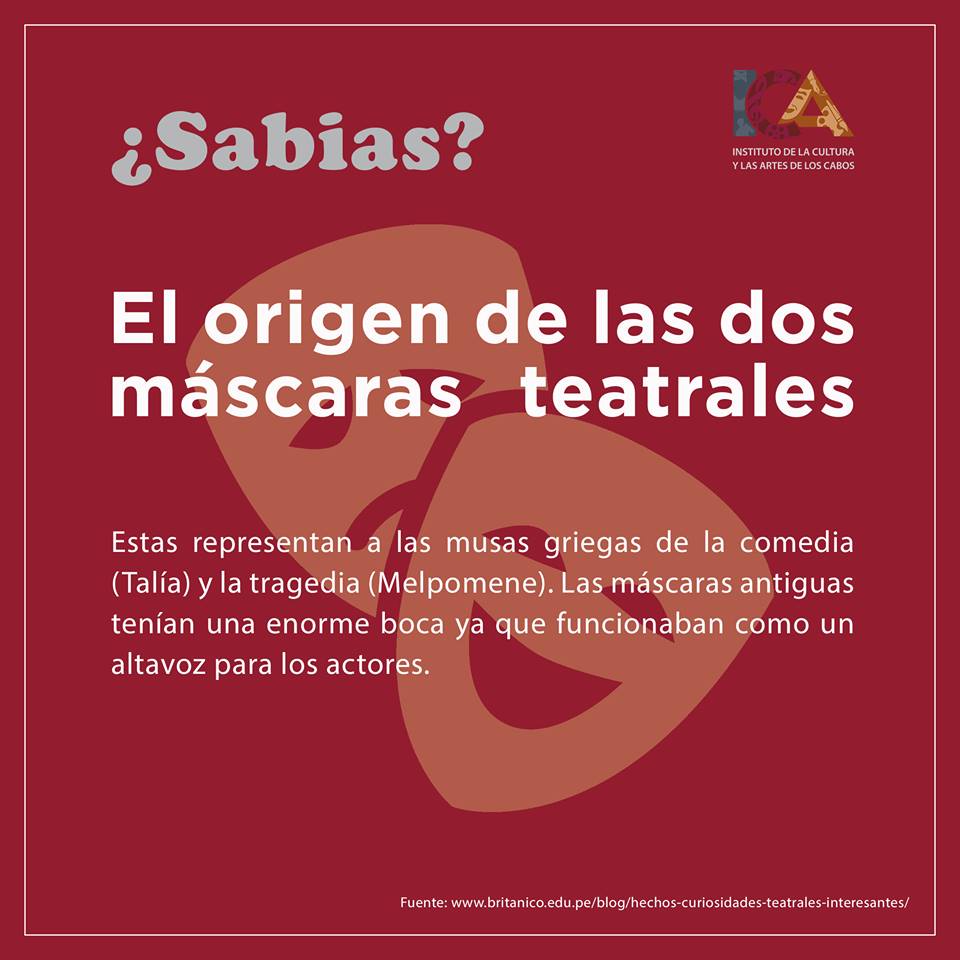 ¿Sabias?
ICA
INSTITUTO DE LA CULTURA
Y LAS ARTES DE LOS CABOS
El origen de las dos
máscaras teatrales
Estas representan a las musas griegas de la comedia
(Talía) y la tragedia (Melpomene). Las máscaras antiguas
tenían una enorme boca ya que funcionaban como un
altavoz para los actores.
Fuente: www.britanico.edu.pe/blog/hechos-curiosidades-teatrales-interesantes/